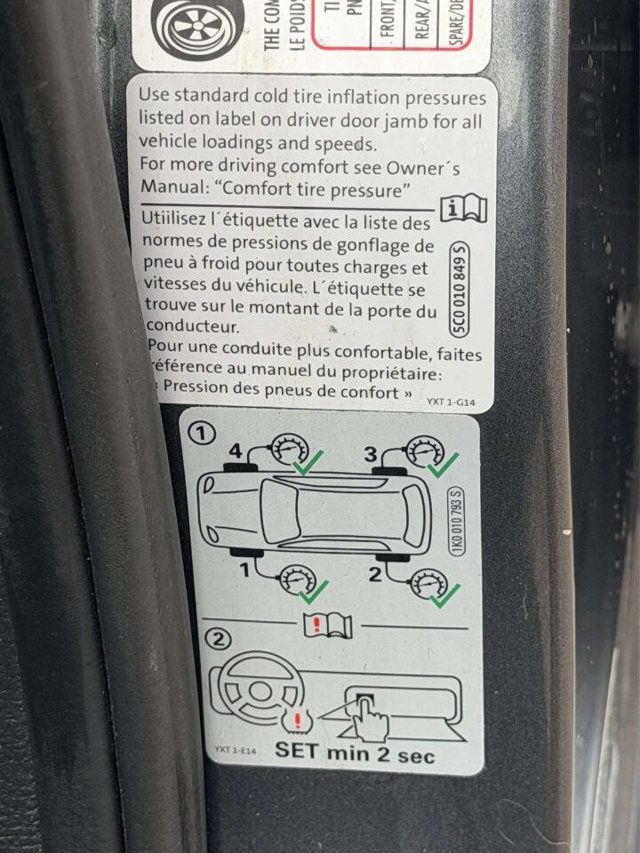 THE COM
LE POIDS
TI
PN
FRONT/
REAR/A
SPARE/DE
Use standard cold tire inflation pressures
listed on label on driver door jamb for all
vehicle loadings and speeds.
For more driving comfort see Owner´s
Manual: “Comfort tire pressure”
i
Utiilisez l´étiquette avec la liste des
normes de pressions de gonflage de
pneu à froid pour toutes charges et
vitesses du véhicule. L´étiquette se
trouve sur le montant de la porte du
conducteur.
Pour une conduite plus confortable, faites
référence au manuel du propriétaire:
« Pression des pneus de confort »
5C0 010 849 S
YXT 1-G14
1
4
3
1
2
1K0 010 793 S
!
2
!
YXT 1-E14
SET min 2 sec